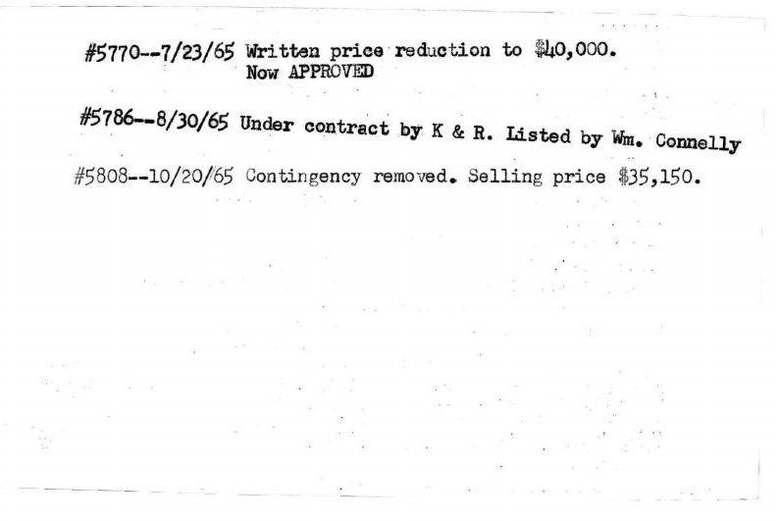 #5770--7/23/65 Written price reduction to $40,000.
Now APPROVED
#5786--8/30/65 Under contract by K & R. Listed by Wm. Connelly
#5808--10/20/65 Contingency removed. Selling price $35,150.